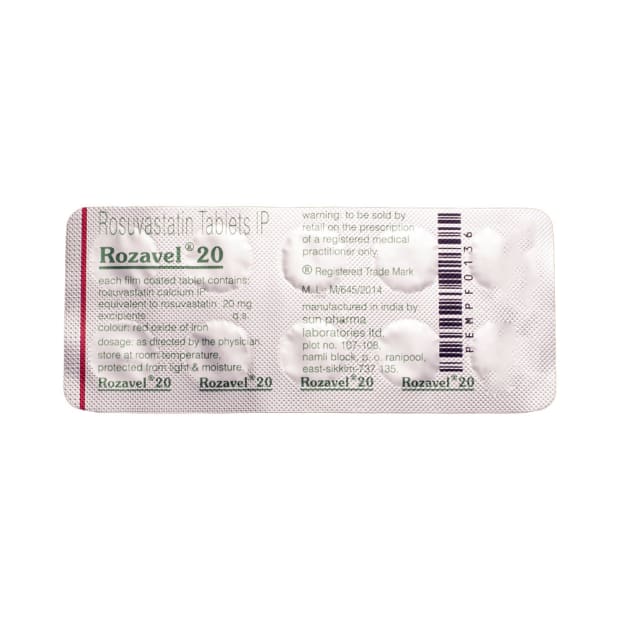 Rosuvastatin Tablets IP
Rozavel® 20
each film coated tablet contains:
rosuvastatin calcium IP
equivalent to rosuvastatin 20 mg
excipients q.s.
colour: red oxide of iron
dosage: as directed by the physician.
store at room temperature,
protected from light & moisture.
warning: to be sold by
retail on the prescription
of a registered medical
practitioner only.
® Registered Trade Mark
M. L.: M/645/2014
manufactured in india by:
sun pharma
laboratories ltd.
plot no. 107-108,
namli block, p. o. ranipool,
east-sikkim-737 135.
Rozavel®20 Rozavel®20 Rozavel®20 Rozavel®20
PEMPF0136